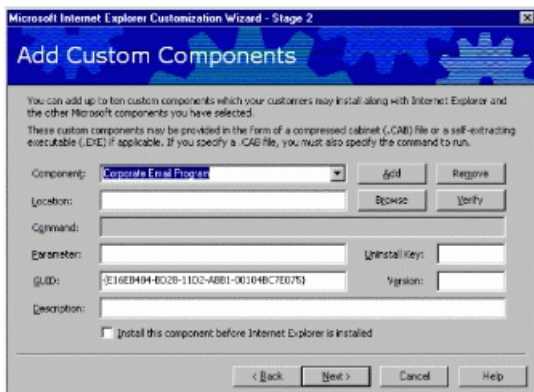 Microsoft Internet Explorer Customization Wizard - Stage 2
Add Custom Components
You can add up to ten custom components which your customers may install along with Internet Explorer and
the other Microsoft components you have selected.
These custom components may be provided in the form of a compressed cabinet (.CAB) file or a self-extracting
executable (.EXE) if applicable. If you specify a .CAB file, you must also specify the command to run.
Component: Corporate Email Program Add Remove
Location: Browse Verify
Command:
Parameter: Uninstall Key:
GUID: {E16EB4B4-BD28-11D2-ABB1-00104BC7E075} Version:
Description:
Install this component before Internet Explorer is installed
< Back Next > Cancel Help